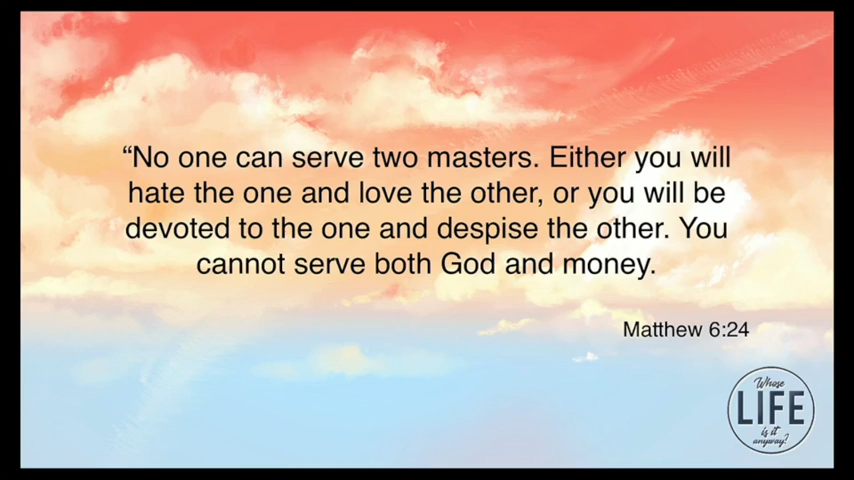 “No one can serve two masters. Either you will
hate the one and love the other, or you will be
devoted to the one and despise the other. You
cannot serve both God and money.
Matthew 6:24
Whose
LIFE
is it
anyway?